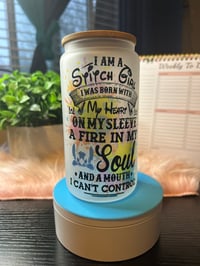 I AM A
Stitch Girl
I WAS BORN WITH
My Heart
ON MY SLEEVE
A FIRE IN MY
Soul
AND A MOUTH
I CAN'T CONTROL
Weekly To D